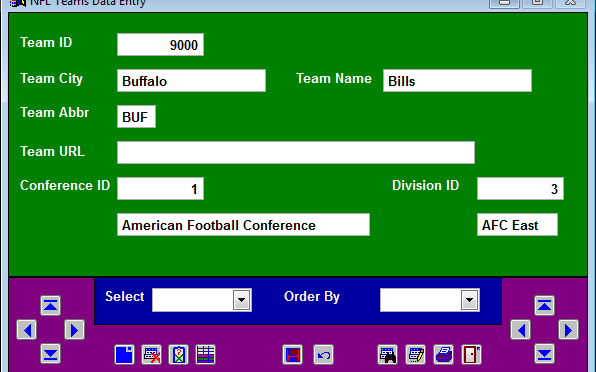 NFL Teams Data Entry
Team ID 9000
Team City Buffalo Team Name Bills
Team Abbr BUF
Team URL
Conference ID 1 Division ID 3
American Football Conference AFC East
Select Order By